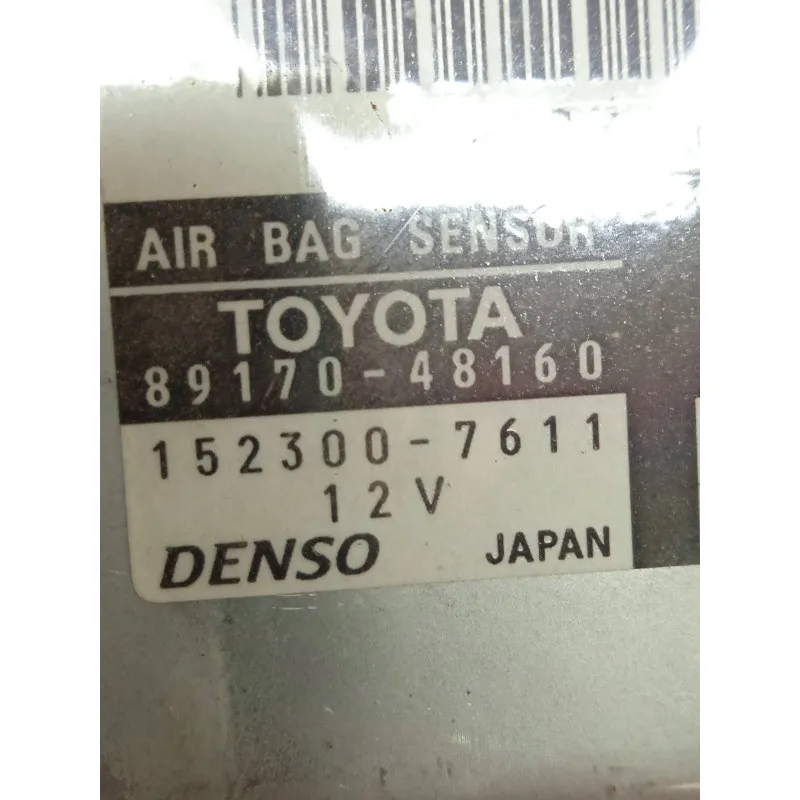 AIR BAG SENSOR
TOYOTA
89170-48160
152300-7611
12V
DENSO JAPAN